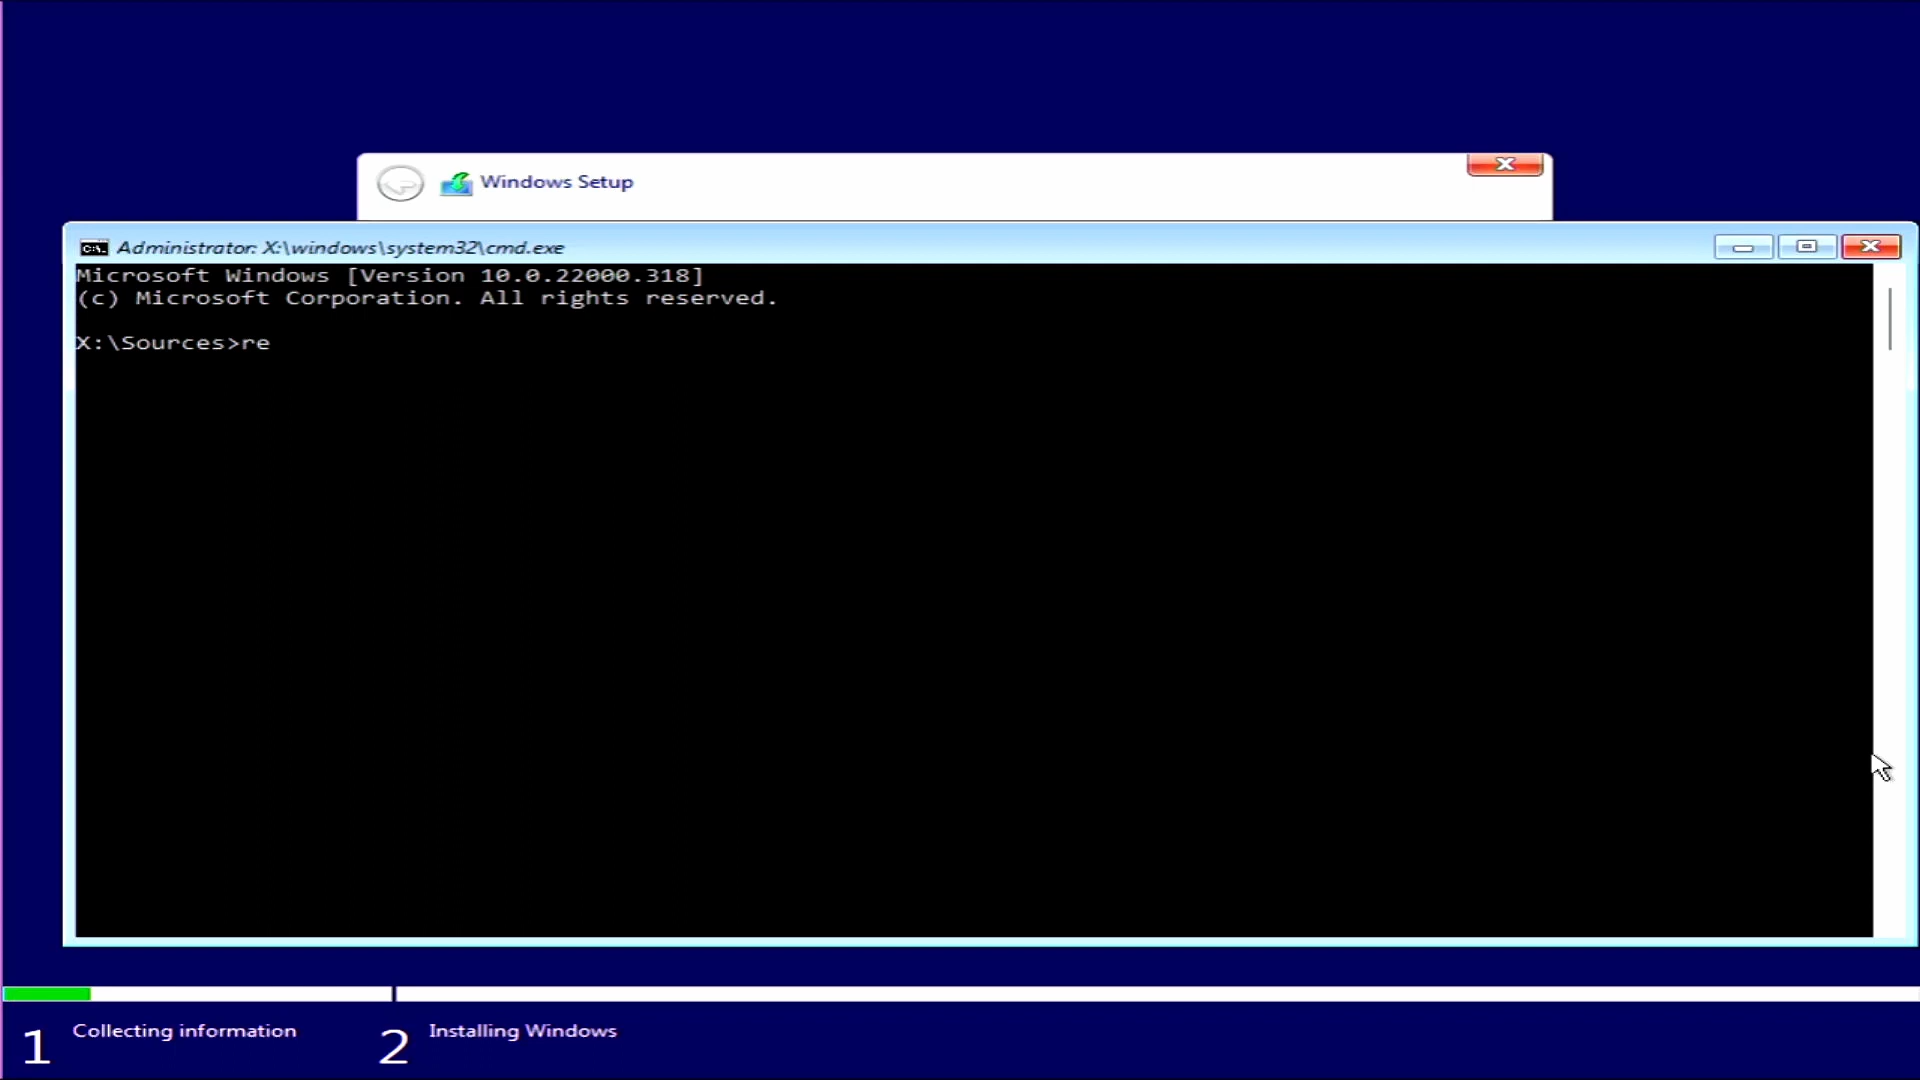 Windows Setup
Administrator: X:\windows\system32\cmd.exe
Microsoft Windows [Version 10.0.22000.318]
(c) Microsoft Corporation. All rights reserved.
X:\Sources>re
1 Collecting information
2 Installing Windows